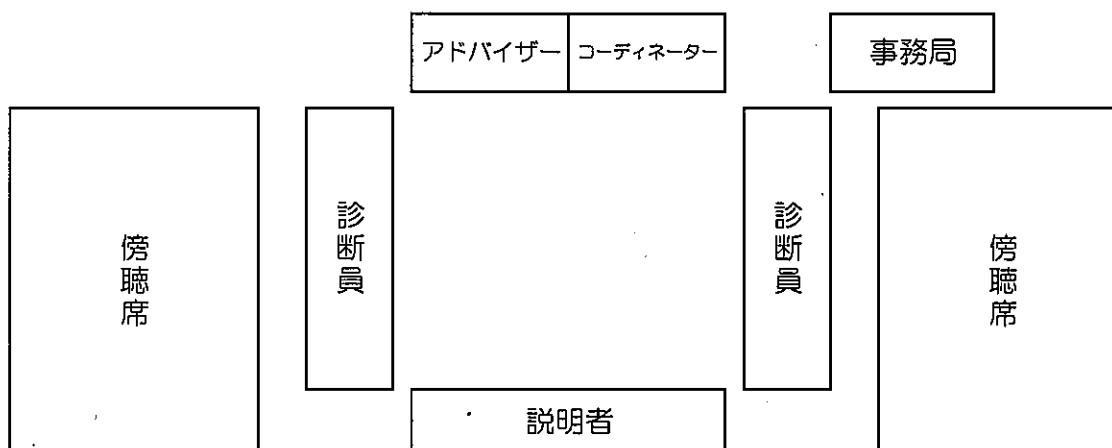 アドバイザー
コーディネーター
事務局
傍聴席
診断員
診断員
傍聴席
説明者